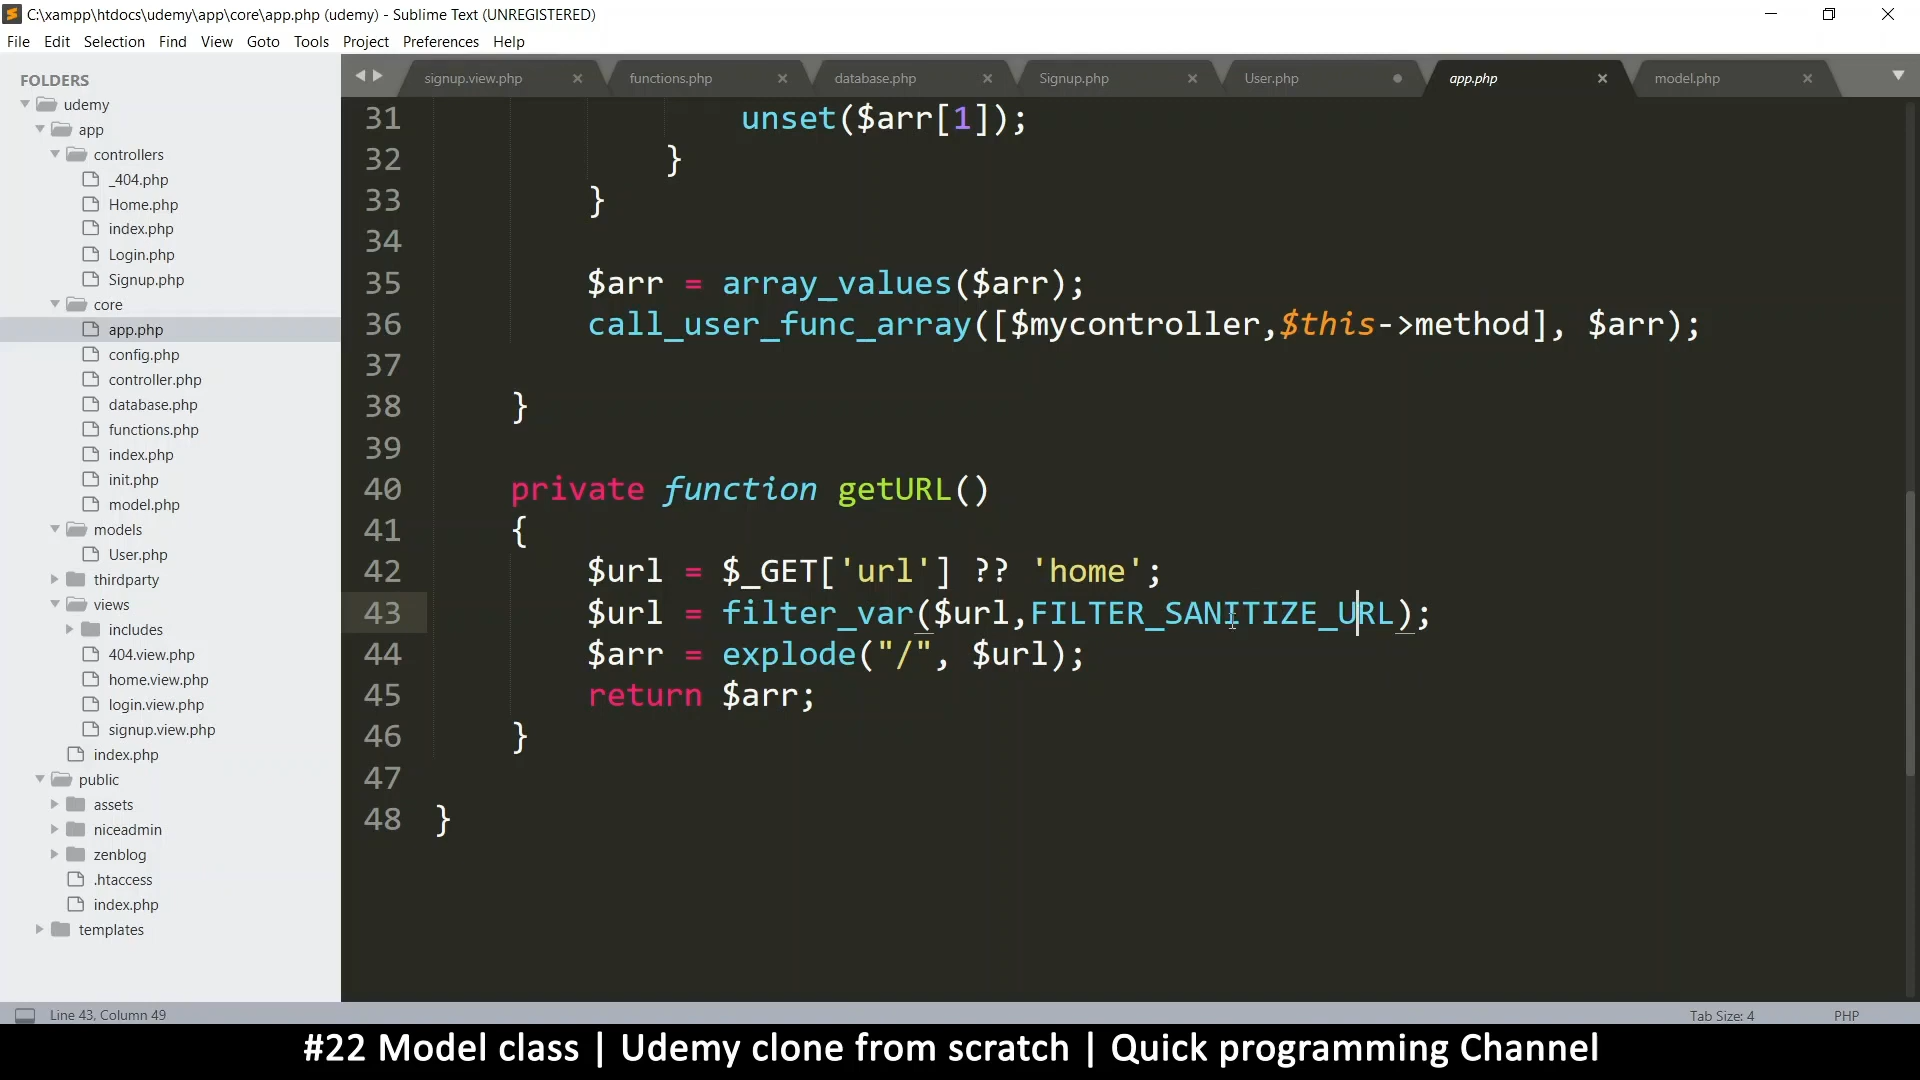 C:\xampp\htdocs\udemy\app\core\app.php (udemy) - Sublime Text (UNREGISTERED)
File Edit Selection Find View Goto Tools Project Preferences Help
FOLDERS
udemy
app
controllers
_404.php
Home.php
index.php
Login.php
Signup.php
core
app.php
config.php
controller.php
database.php
functions.php
index.php
init.php
model.php
models
User.php
thirdparty
views
includes
404.view.php
home.view.php
login.view.php
signup.view.php
index.php
public
assets
niceadmin
zenblog
.htaccess
index.php
templates
signup.view.php functions.php database.php Signup.php User.php app.php model.php
31 unset($arr[1]);
32 }
33 }
34
35 $arr = array_values($arr);
36 call_user_func_array([$mycontroller,$this->method], $arr);
37
38 }
39
40 private function getURL()
41 {
42 $url = $_GET['url'] ?? 'home';
43 $url = filter_var($url,FILTER_SANITIZE_URL);
44 $arr = explode("/", $url);
45 return $arr;
46 }
47
48 }
Line 43, Column 49 Tab Size: 4 PHP
#22 Model class | Udemy clone from scratch | Quick programming Channel